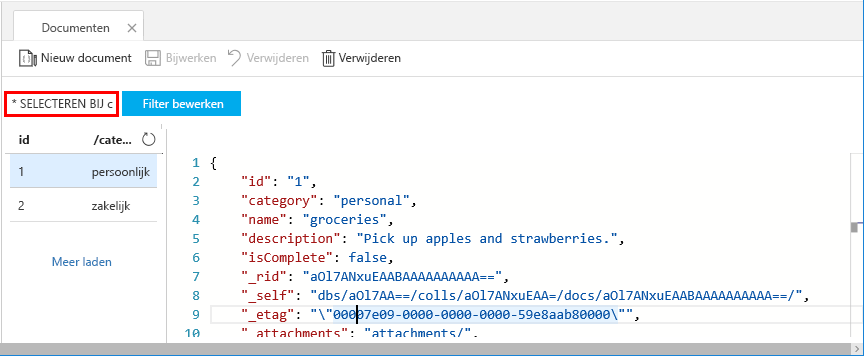 Documenten
Nieuw document Bijwerken Verwijderen Verwijderen
* SELECTEREN BIJ c Filter bewerken
id /cate...
1 persoonlijk
2 zakelijk
Meer laden
1 {
2 "id": "1",
3 "category": "personal",
4 "name": "groceries",
5 "description": "Pick up apples and strawberries.",
6 "isComplete": false,
7 "_rid": "aOl7ANxuEAABAAAAAAAAAA==",
8 "_self": "dbs/aOl7AA==/colls/aOl7ANxuEAA=/docs/aOl7ANxuEAABAAAAAAAAAA==/",
9 "_etag": "\"00007e09-0000-0000-0000-59e8aab80000\"",
10 "_attachments": "attachments/",